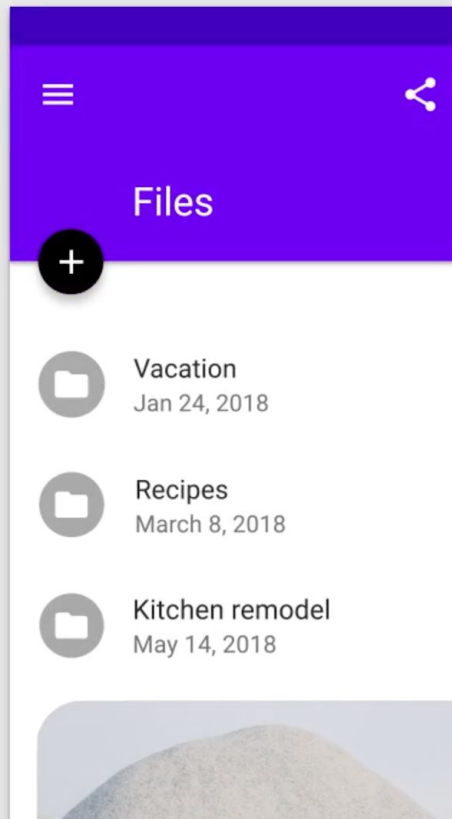 Files
Vacation
Jan 24, 2018
Recipes
March 8, 2018
Kitchen remodel
May 14, 2018